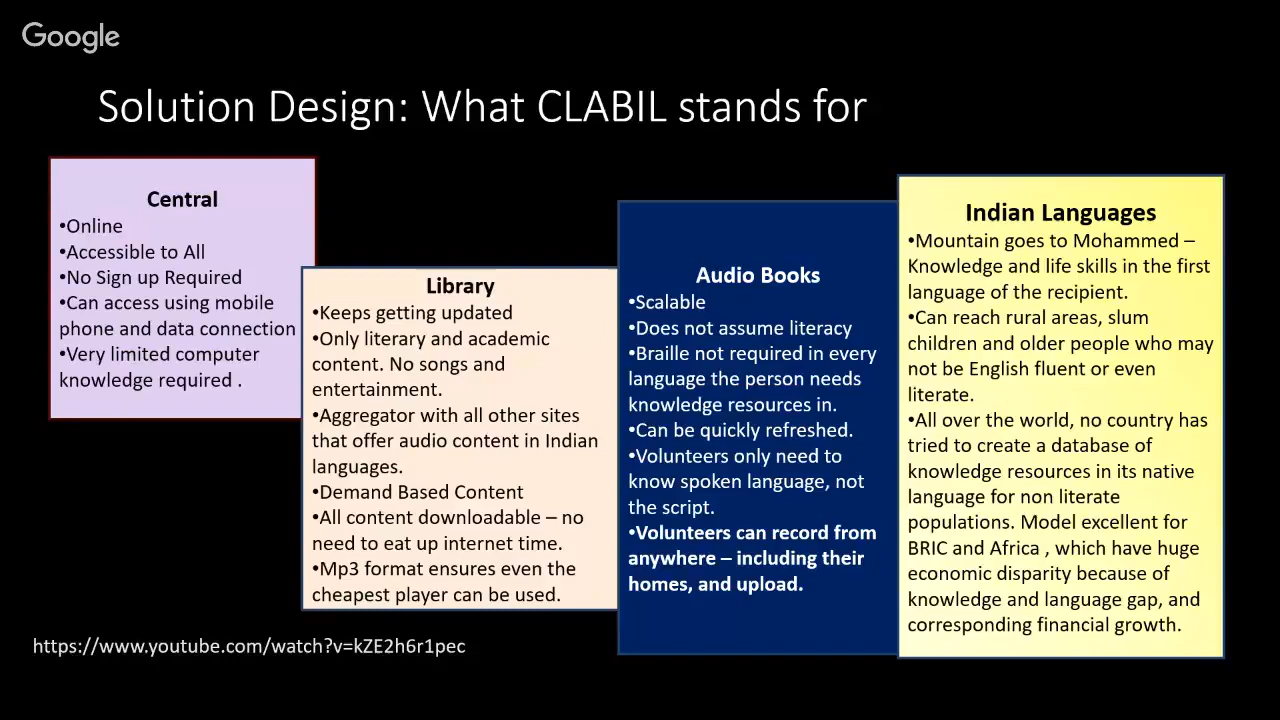 Google
Solution Design: What CLABIL stands for
Central
•Online
•Accessible to All
•No Sign up Required
•Can access using mobile
phone and data connection
•Very limited computer
knowledge required .
Library
•Keeps getting updated
•Only literary and academic
content. No songs and
entertainment.
•Aggregator with all other sites
that offer audio content in Indian
languages.
•Demand Based Content
•All content downloadable – no
need to eat up internet time.
•Mp3 format ensures even the
cheapest player can be used.
Audio Books
•Scalable
•Does not assume literacy
•Braille not required in every
language the person needs
knowledge resources in.
•Can be quickly refreshed.
•Volunteers only need to
know spoken language, not
the script.
•Volunteers can record from
anywhere – including their
homes, and upload.
Indian Languages
•Mountain goes to Mohammed –
Knowledge and life skills in the first
language of the recipient.
•Can reach rural areas, slum
children and older people who may
not be English fluent or even
literate.
•All over the world, no country has
tried to create a database of
knowledge resources in its native
language for non literate
populations. Model excellent for
BRIC and Africa , which have huge
economic disparity because of
knowledge and language gap, and
corresponding financial growth.
https://www.youtube.com/watch?v=kZE2h6r1pec